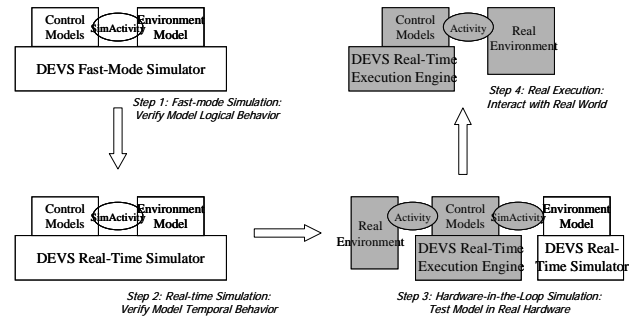 Control
Models
SimActivity
Environment
Model
DEVS Fast-Mode Simulator
Step 1: Fast-mode Simulation:
Verify Model Logical Behavior
Control
Models
SimActivity
Environment
Model
DEVS Real-Time Simulator
Step 2: Real-time Simulation:
Verify Model Temporal Behavior
Real
Environment
Activity
Control
Models
SimActivity
Environment
Model
DEVS Real-Time
Execution Engine
DEVS Real-
Time Simulator
Step 3: Hardware-in-the-Loop Simulation:
Test Model in Real Hardware
Control
Models
Activity
Real
Environment
DEVS Real-Time
Execution Engine
Step 4: Real Execution:
Interact with Real World